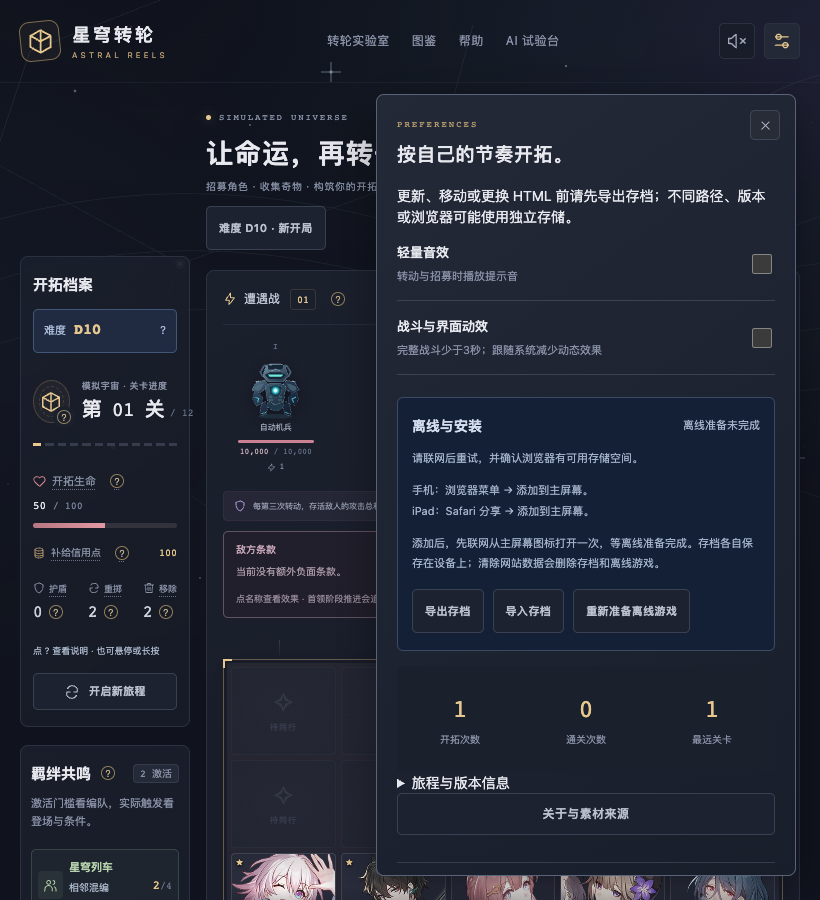 星穹转轮
ASTRAL REELS
转轮实验室
图鉴
帮助
AI 试验台
SIMULATED UNIVERSE
让命运，再转
招募角色 · 收集奇物 · 构筑你的开拓
难度 D10 · 新开局
开拓档案
难度 D10 ?
模拟宇宙 · 关卡进度
第 01 关 / 12
?
开拓生命 ?
50 / 100
补给信用点 ? 100
护盾 重掷 移除
0 ? 2 ? 2 ?
点 ? 查看说明 · 也可悬停或长按
开启新旅程
羁绊共鸣 ? 2 激活
激活门槛看编队，实际触发看
登场与条件。
星穹列车
相邻混编 2/4
遭遇战 01 ?
I
自动机兵
10,000 / 10,000
1
每第三次转动，存活敌人的攻击总
敌方条款
当前没有额外负面条款。
点名称查看效果 · 首领阶段推进会追
待同行
待同行
PREFERENCES
×
按自己的节奏开拓。
更新、移动或更换 HTML 前请先导出存档；不同路径、版本
或浏览器可能使用独立存储。
轻量音效
转动与招募时播放提示音
战斗与界面动效
完整战斗少于3秒；跟随系统减少动态效果
离线与安装
离线准备未完成
请联网后重试，并确认浏览器有可用存储空间。
手机：浏览器菜单 → 添加到主屏幕。
iPad：Safari 分享 → 添加到主屏幕。
添加后，先联网从主屏幕图标打开一次，等离线准备完成。存档各自保
存在设备上；清除网站数据会删除存档和离线游戏。
导出存档
导入存档
重新准备离线游戏
1 0 1
开拓次数 通关次数 最远关卡
旅程与版本信息
关于与素材来源